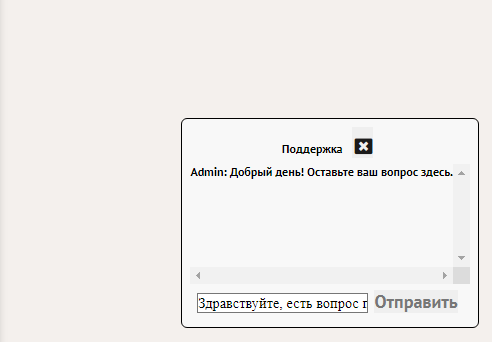 Поддержка
Admin: Добрый день! Оставьте ваш вопрос здесь.
Здравствуйте, есть вопрос
Отправить